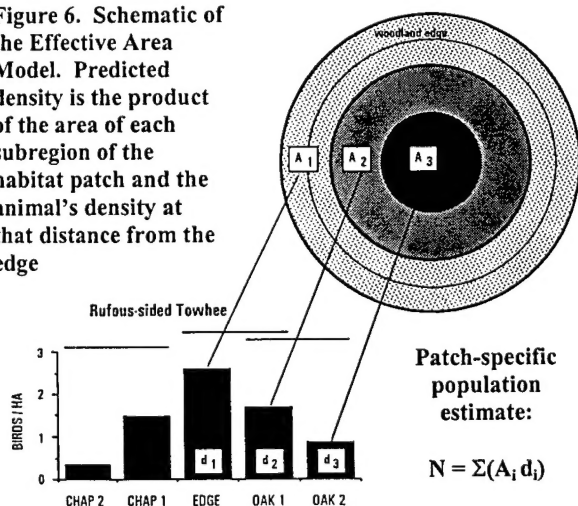 Figure 6. Schematic of
the Effective Area
Model. Predicted
density is the product
of the area of each
subregion of the
habitat patch and the
animal's density at
that distance from the
edge
woodland edge
A₁ A₂ A₃
Rufous-sided Towhee
BIRDS / HA
3
2
1
0
d₁ d₂ d₃
CHAP 2 CHAP 1 EDGE OAK 1 OAK 2
Patch-specific
population
estimate:
N = Σ(Aᵢ dᵢ)